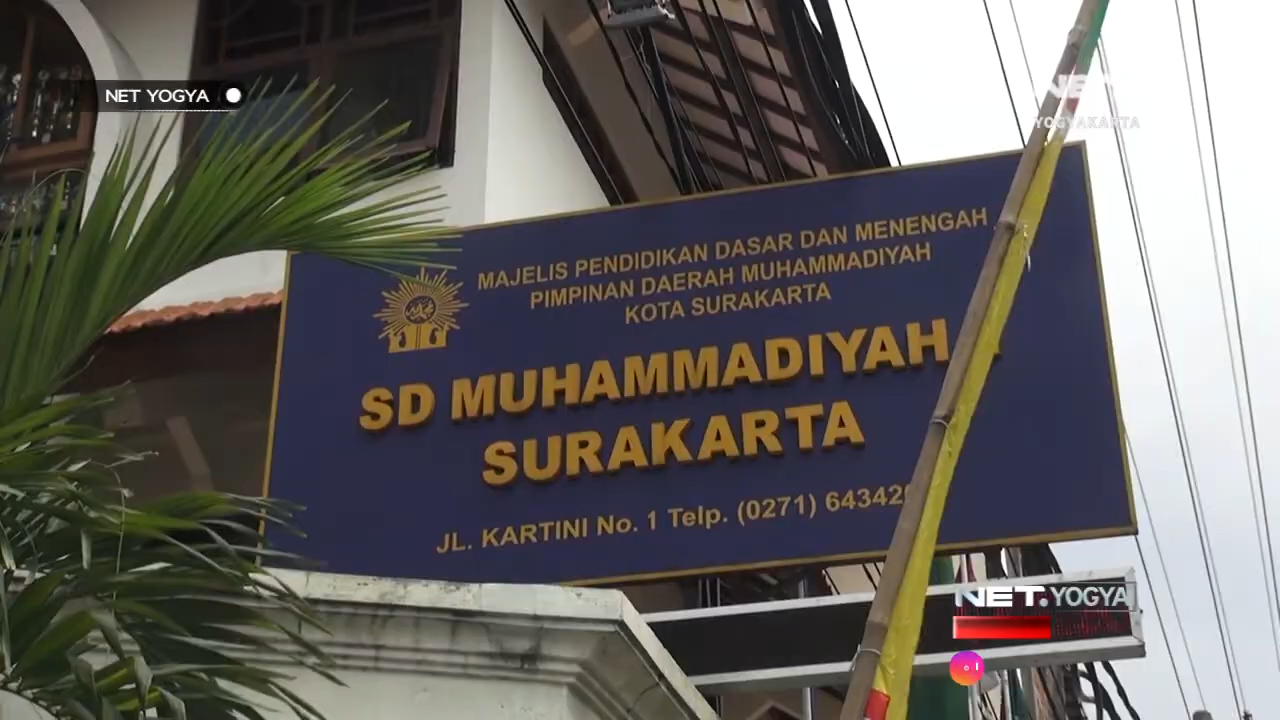 NET YOGYA
NET.
YOGYAKARTA
MAJELIS PENDIDIKAN DASAR DAN MENENGAH
PIMPINAN DAERAH MUHAMMADIYAH
KOTA SURAKARTA
SD MUHAMMADIYAH
SURAKARTA
JL. KARTINI No. 1 Telp. (0271)
NET.YOGYA